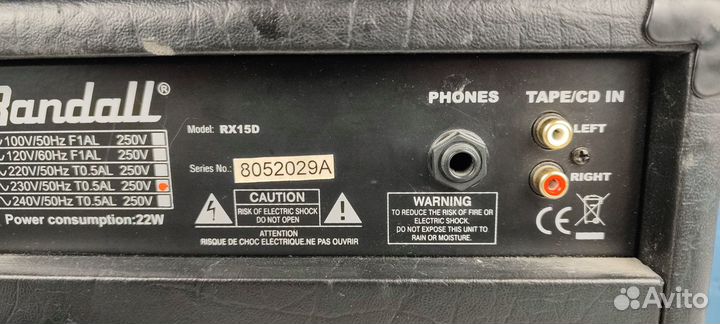 Randall®
PHONES
TAPE/CD IN
Model: RX15D
LEFT
100V/50Hz F1AL 250V
120V/60Hz F1AL 250V
220V/50Hz T0.5AL 250V
230V/50Hz T0.5AL 250V
240V/50Hz T0.5AL 250V
Power consumption:22W
Series No.: 8052029A
RIGHT
CAUTION
RISK OF ELECTRIC SHOCK
DO NOT OPEN
ATTENTION
RISQUE DE CHOC ELECTRIQUE.NE PAS OUVRIR
WARNING
TO REDUCE THE RISK OF FIRE OR
ELECTRIC SHOCK.
DO NOT EXPOSE THIS UNIT TO
RAIN OR MOISTURE.
CE
Avito